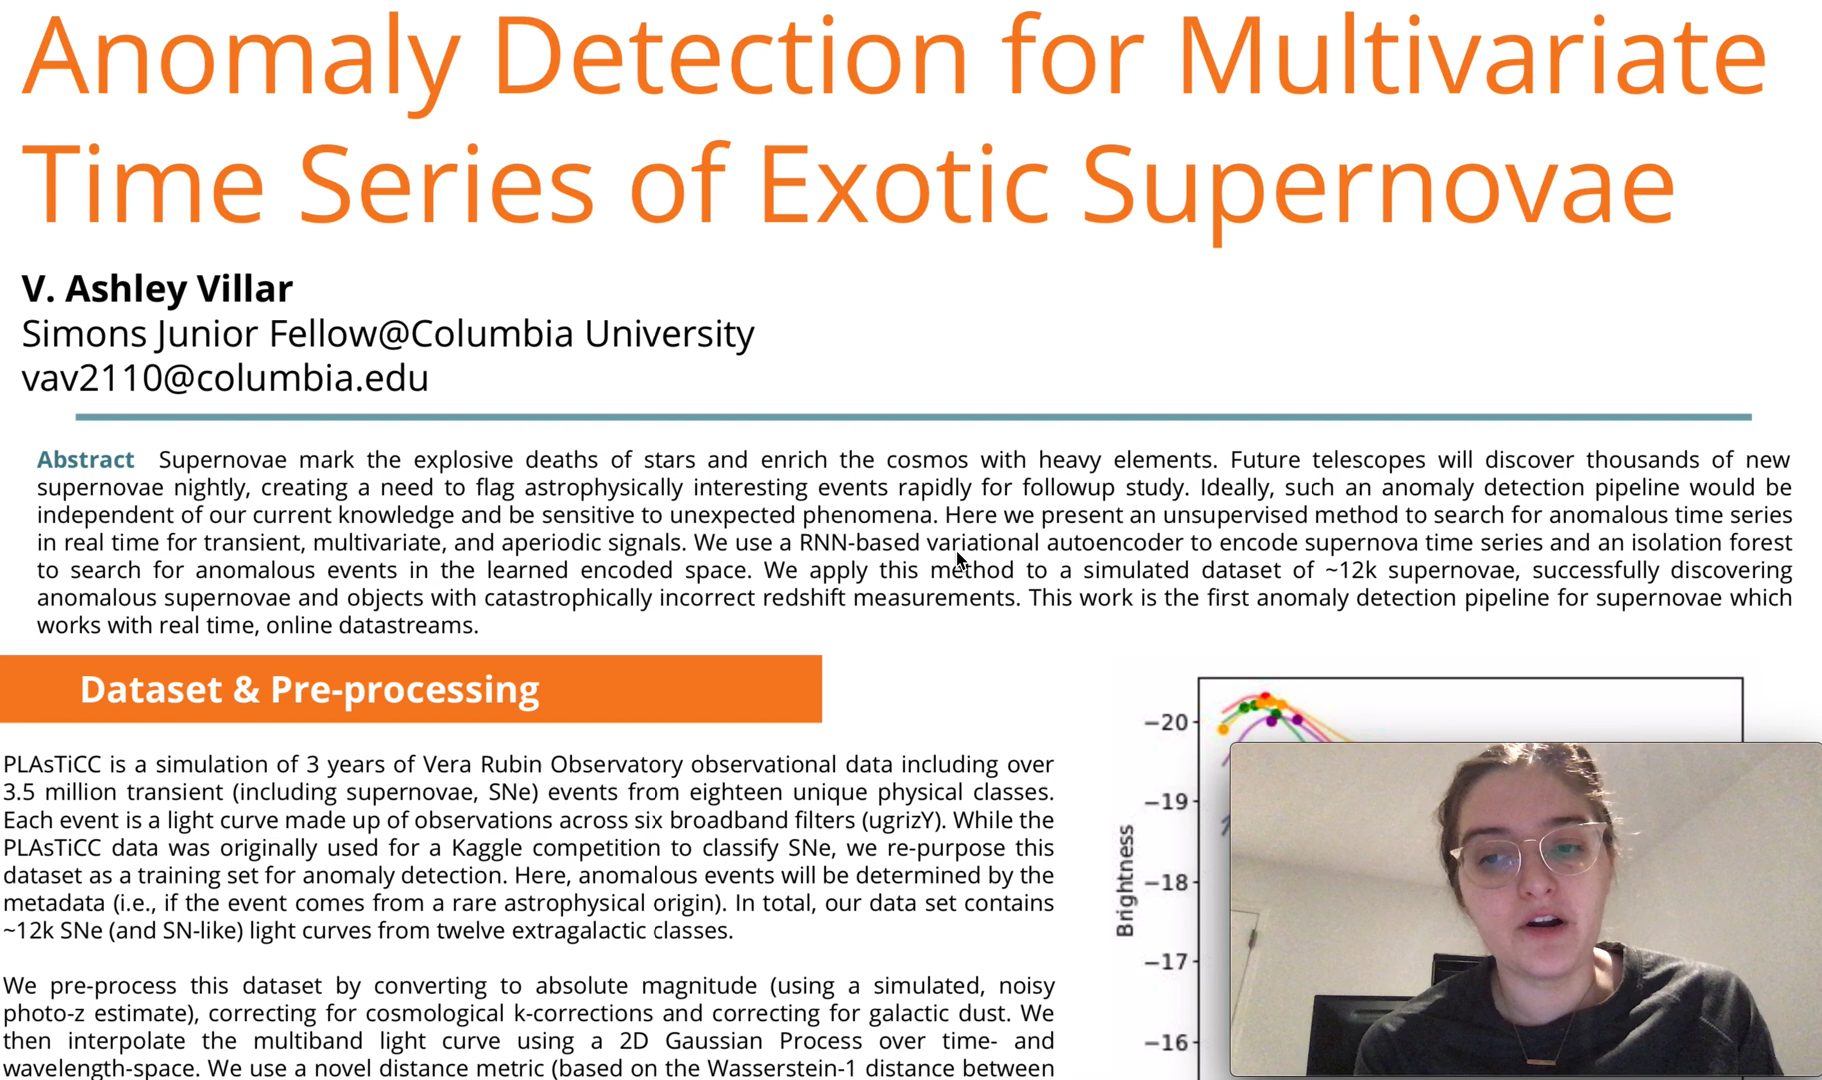 Anomaly Detection for Multivariate
Time Series of Exotic Supernovae
V. Ashley Villar
Simons Junior Fellow@Columbia University
vav2110@columbia.edu
Abstract Supernovae mark the explosive deaths of stars and enrich the cosmos with heavy elements. Future telescopes will discover thousands of new
supernovae nightly, creating a need to flag astrophysically interesting events rapidly for followup study. Ideally, such an anomaly detection pipeline would be
independent of our current knowledge and be sensitive to unexpected phenomena. Here we present an unsupervised method to search for anomalous time series
in real time for transient, multivariate, and aperiodic signals. We use a RNN-based variational autoencoder to encode supernova time series and an isolation forest
to search for anomalous events in the learned encoded space. We apply this method to a simulated dataset of ~12k supernovae, successfully discovering
anomalous supernovae and objects with catastrophically incorrect redshift measurements. This work is the first anomaly detection pipeline for supernovae which
works with real time, online datastreams.
Dataset & Pre-processing
PLAsTiCC is a simulation of 3 years of Vera Rubin Observatory observational data including over
3.5 million transient (including supernovae, SNe) events from eighteen unique physical classes.
Each event is a light curve made up of observations across six broadband filters (ugrizY). While the
PLAsTiCC data was originally used for a Kaggle competition to classify SNe, we re-purpose this
dataset as a training set for anomaly detection. Here, anomalous events will be determined by the
metadata (i.e., if the event comes from a rare astrophysical origin). In total, our data set contains
~12k SNe (and SN-like) light curves from twelve extragalactic classes.
We pre-process this dataset by converting to absolute magnitude (using a simulated, noisy
photo-z estimate), correcting for cosmological k-corrections and correcting for galactic dust. We
then interpolate the multiband light curve using a 2D Gaussian Process over time- and
wavelength-space. We use a novel distance metric (based on the Wasserstein-1 distance between
Brightness
−20
−19
−18
−17
−16